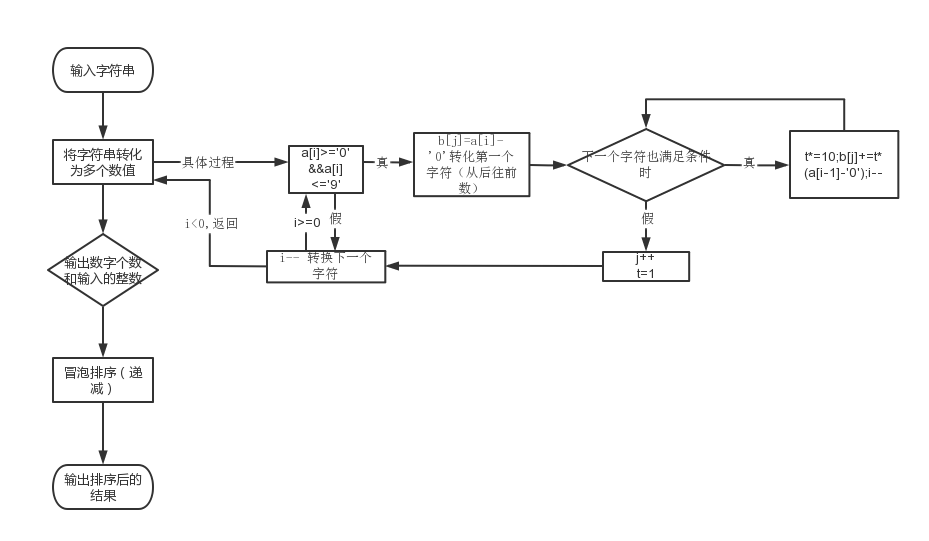 输入字符串
将字符串转化
为多个数值
具体过程
a[i]>='0'
&&a[i]
<='9'
真
b[j]=a[i]-
'0'转化第一个
字符（从后往前
数）
下一个字符也满足条件
时
真
t*=10;b[j]+=t*
(a[i-1]-'0');i--
假
j++
t=1
i-- 转换下一个
字符
i>=0
假
i<0,返回
输出数字个数
和输入的整数
冒泡排序（递
减）
输出排序后的
结果